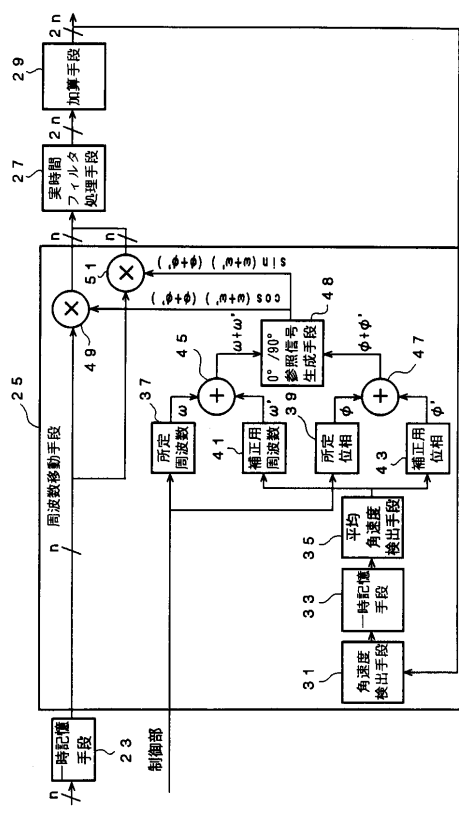 n
一時記憶
手段
23
制御部
25
周波数移動手段
n
49
51
n
n
27
実時間
フィルタ
処理手段
2n
29
加算手段
2n
cos(ω+ω')(φ+φ')
sin(ω+ω')(φ+φ')
37
所定
周波数
ω
45
ω+ω'
41
補正用
周波数
ω'
0°/90°
参照信号
生成手段
48
39
所定
位相
φ
47
φ+φ'
43
補正用
位相
φ'
31
角速度
検出手段
33
一時記憶
手段
35
平均
角速度
検出手段